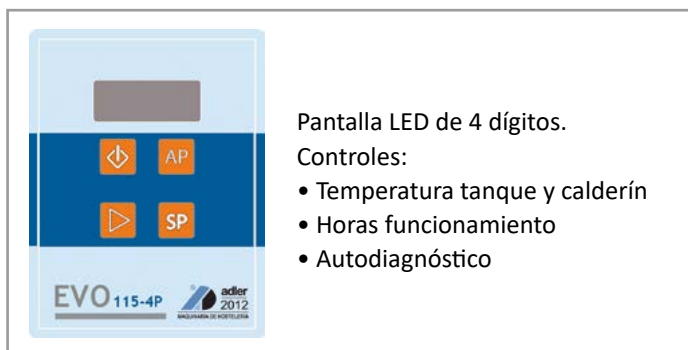 AP
SP
EVO 115-4P
adler
2012
MAQUINARIA DE HOSTELERÍA
Pantalla LED de 4 dígitos.
Controles:
• Temperatura tanque y calderín
• Horas funcionamiento
• Autodiagnóstico